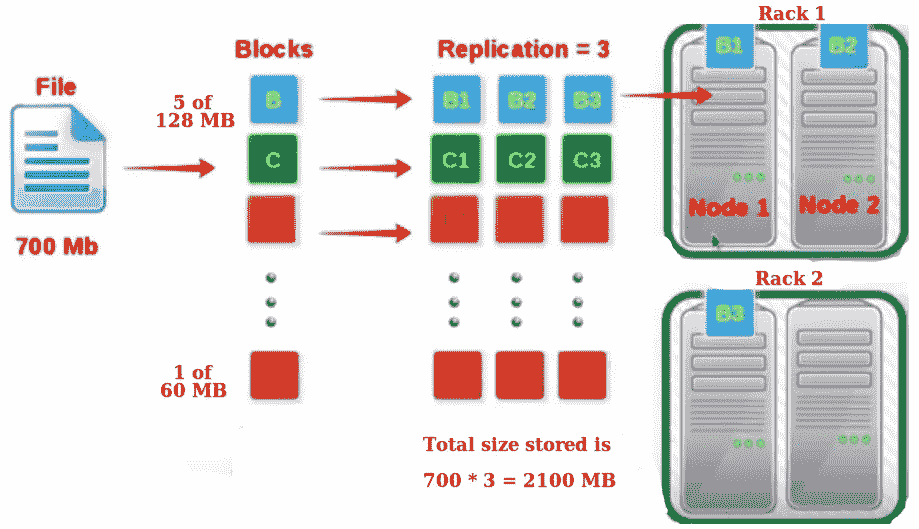 Rack 1
B1
B2
Blocks
Replication = 3
File
5 of
128 MB
B
B1
B2
B3
C
C1
C2
C3
Node 1
Node 2
700 Mb
Rack 2
B3
1 of
60 MB
Total size stored is
700 * 3 = 2100 MB